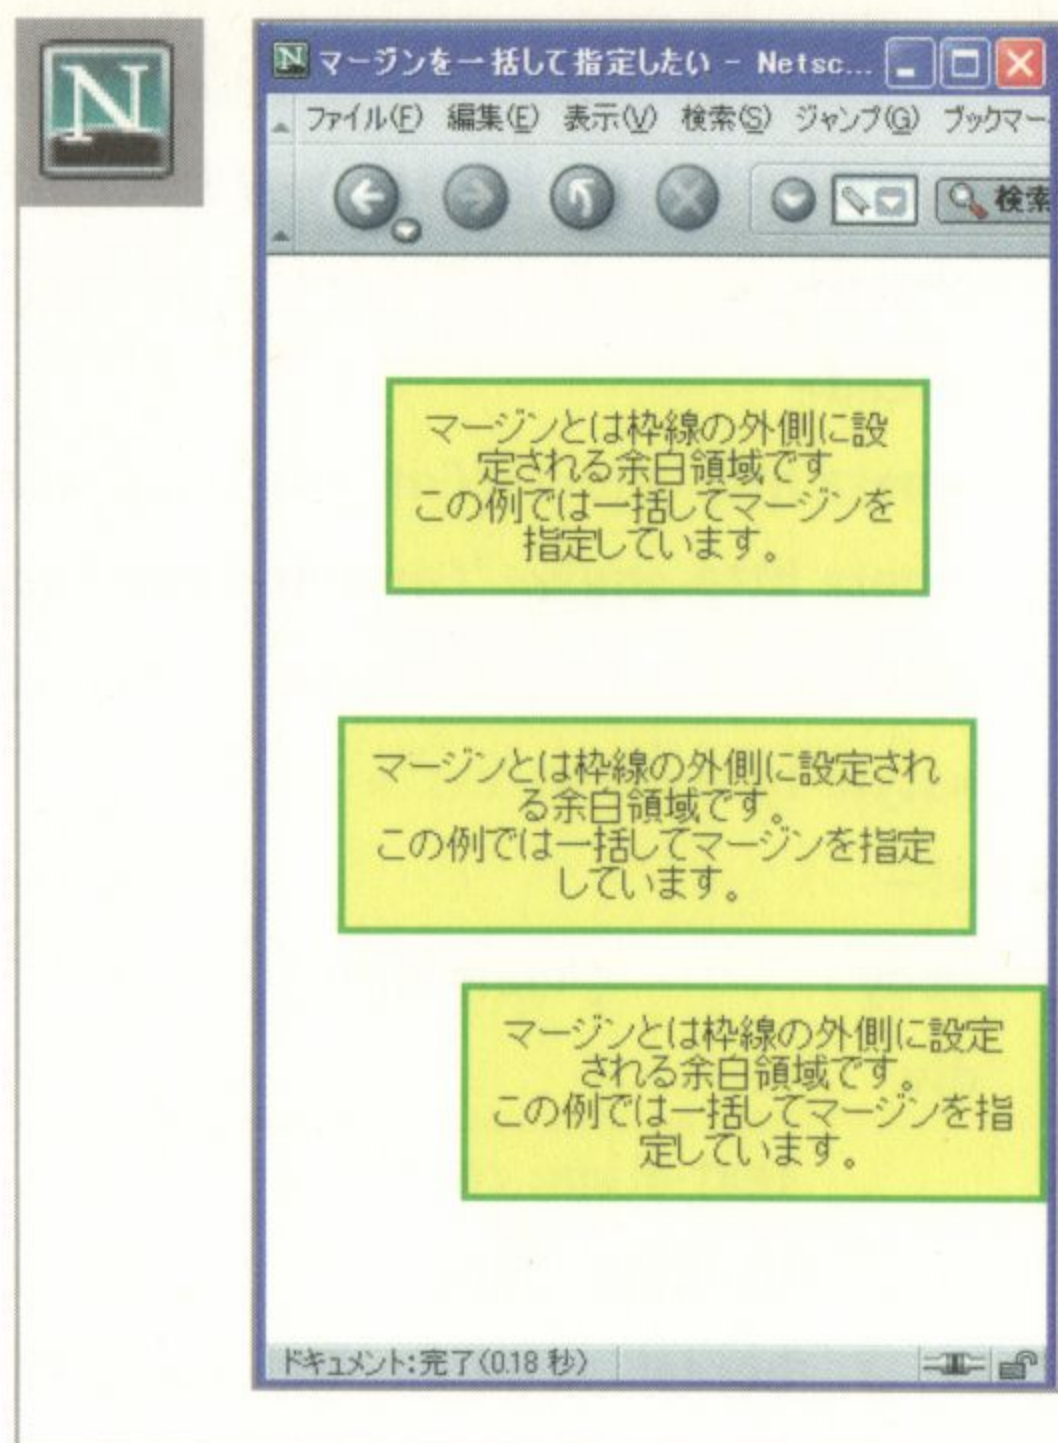 N
マージンを一括して指定したい - Netsc...
ファイル(F) 編集(E) 表示(V) 検索(S) ジャンプ(G) ブックマー
検索
マージンとは枠線の外側に設
定される余白領域です
この例では一括してマージンを
指定しています。
マージンとは枠線の外側に設定され
る余白領域です。
この例では一括してマージンを指定
しています。
マージンとは枠線の外側に設定
される余白領域です。
この例では一括してマージンを指
定しています。
ドキュメント:完了(0.18 秒)